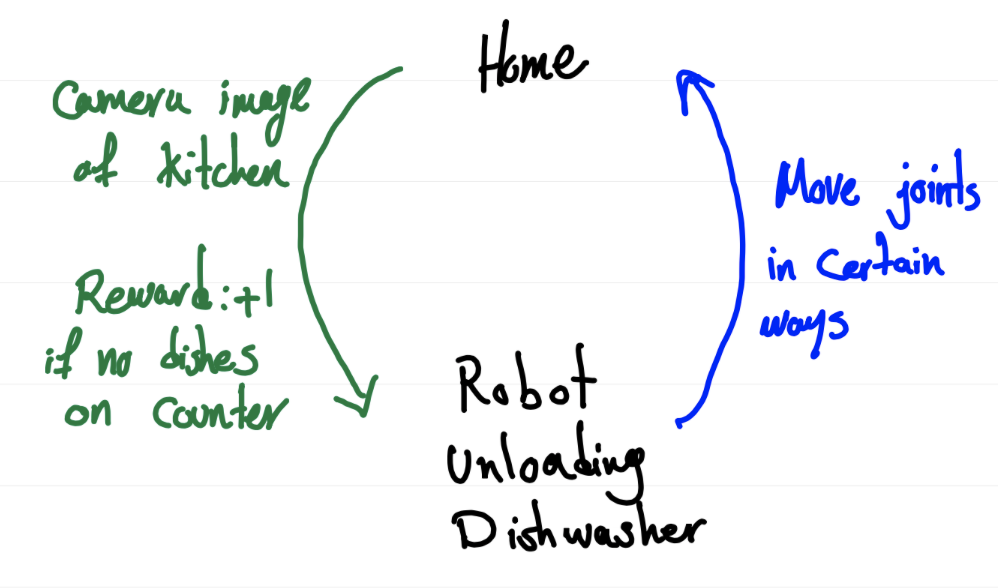 Home
Camera image
of kitchen
Reward: +1
if no dishes
on counter
Move joints
in certain
ways
Robot
Unloading
Dishwasher